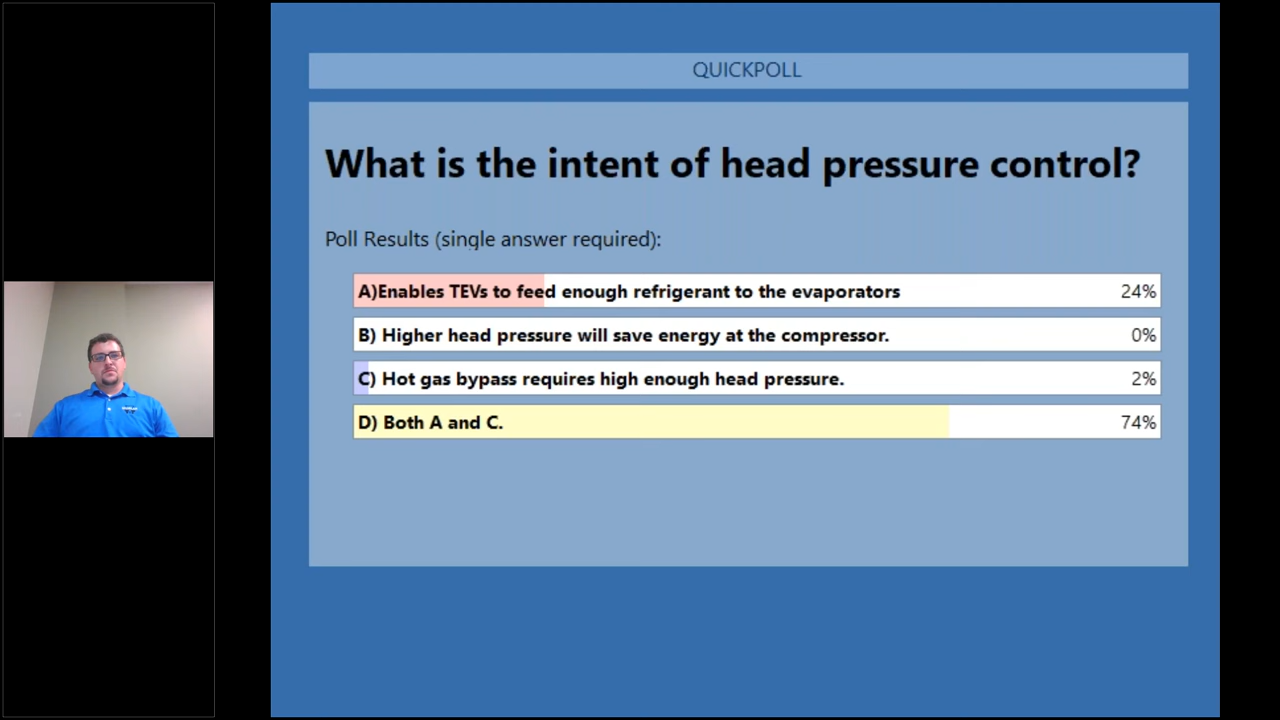 QUICKPOLL
What is the intent of head pressure control?
Poll Results (single answer required):
A)Enables TEVs to feed enough refrigerant to the evaporators 24%
B) Higher head pressure will save energy at the compressor. 0%
C) Hot gas bypass requires high enough head pressure. 2%
D) Both A and C. 74%